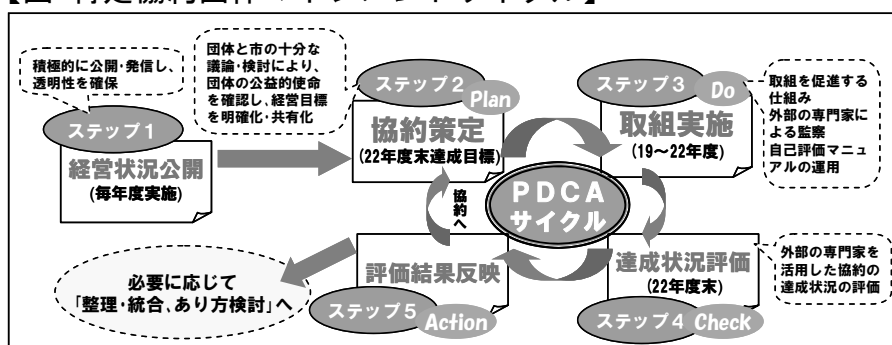 積極的に公開・発信し、
透明性を確保
ステップ1
経営状況公開
(毎年度実施)
団体と市の十分な
議論・検討により、
団体の公益的使命
を確認し、経営目標
を明確化・共有化
ステップ2
Plan
協約策定
(22年度末達成目標)
ステップ3
Do
取組実施
(19～22年度)
取組を促進する
仕組み
外部の専門家
による監察
自己評価マニュ
アルの運用
PDCA
サイクル
協約へ
達成状況評価
(22年度末)
ステップ4
Check
外部の専門家を
活用した協約の
達成状況の評価
評価結果反映
ステップ5
Action
必要に応じて
「整理・統合、あり方検討」へ